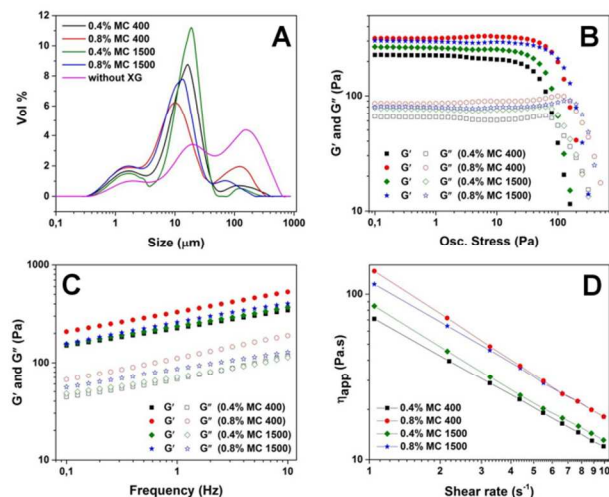 A
0.4% MC 400
0.8% MC 400
0.4% MC 1500
0.8% MC 1500
without XG
Vol %
12
10
8
6
4
2
0
0.1
1
10
100
1000
Size (μm)
B
G' and G″ (Pa)
100
10
G' G″ (0.4% MC 400)
G' G″ (0.8% MC 400)
G' G″ (0.4% MC 1500)
G' G″ (0.8% MC 1500)
0,1 1 10 100
Osc. Stress (Pa)
C
G' and G″ (Pa)
1000
100
10
G' G″ (0.4% MC 400)
G' G″ (0.8% MC 400)
G' G″ (0.4% MC 1500)
G' G″ (0.8% MC 1500)
0,1 1 10
Frequency (Hz)
D
ηapp (Pa.s)
100
10
0.4% MC 400
0.8% MC 400
0.4% MC 1500
0.8% MC 1500
1 2 3 4 5 6 7 8 9 10
Shear rate (s⁻¹)